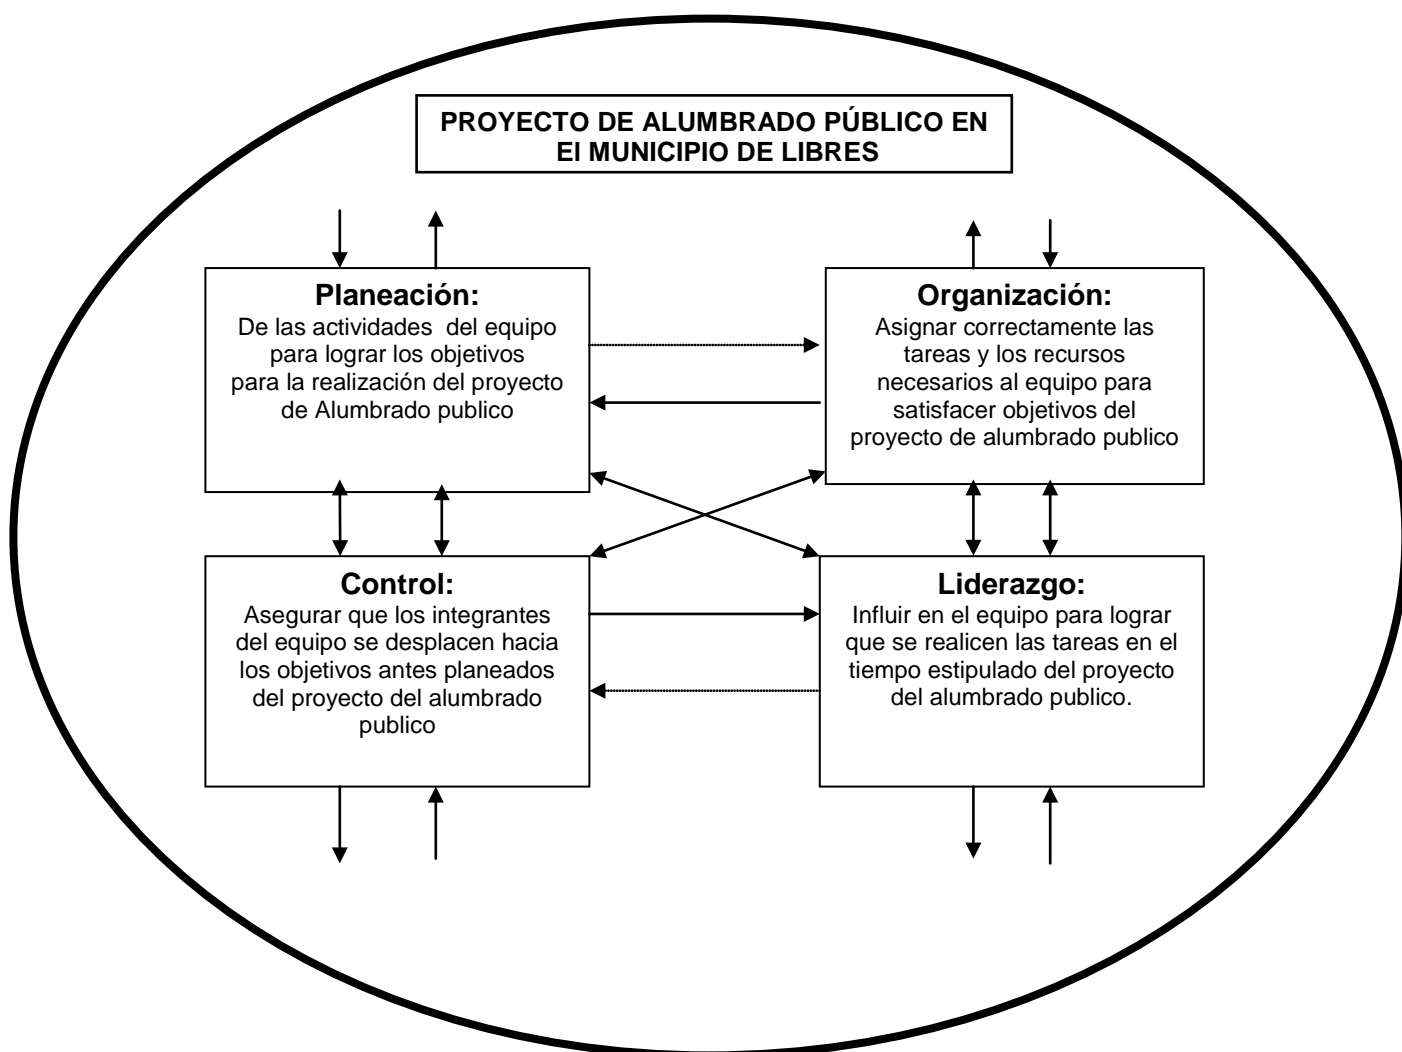 PROYECTO DE ALUMBRADO PÚBLICO EN
El MUNICIPIO DE LIBRES
Planeación:
De las actividades  del equipo
para lograr los objetivos
para la realización del proyecto
de Alumbrado publico
Organización:
Asignar correctamente las
tareas y los recursos
necesarios al equipo para
satisfacer objetivos del
proyecto de alumbrado publico
Control:
Asegurar que los integrantes
del equipo se desplacen hacia
los objetivos antes planeados
del proyecto del alumbrado
publico
Liderazgo:
Influir en el equipo para lograr
que se realicen las tareas en el
tiempo estipulado del proyecto
del alumbrado publico.